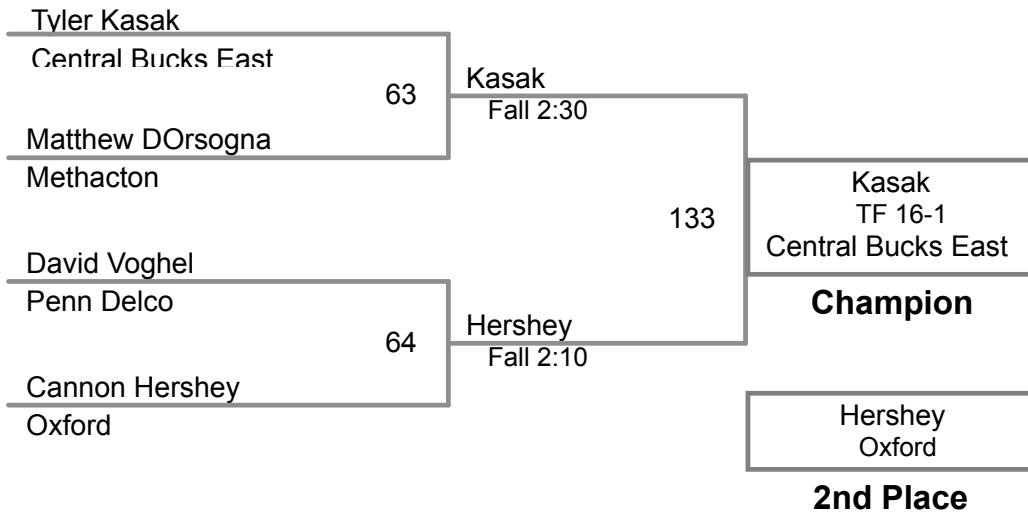 Tyler Kasak
Central Bucks East
63
Kasak
Fall 2:30
Matthew DOrsogna
Methacton
133
Kasak
TF 16-1
Central Bucks East
Champion
David Voghel
Penn Delco
64
Hershey
Fall 2:10
Cannon Hershey
Oxford
Hershey
Oxford
2nd Place